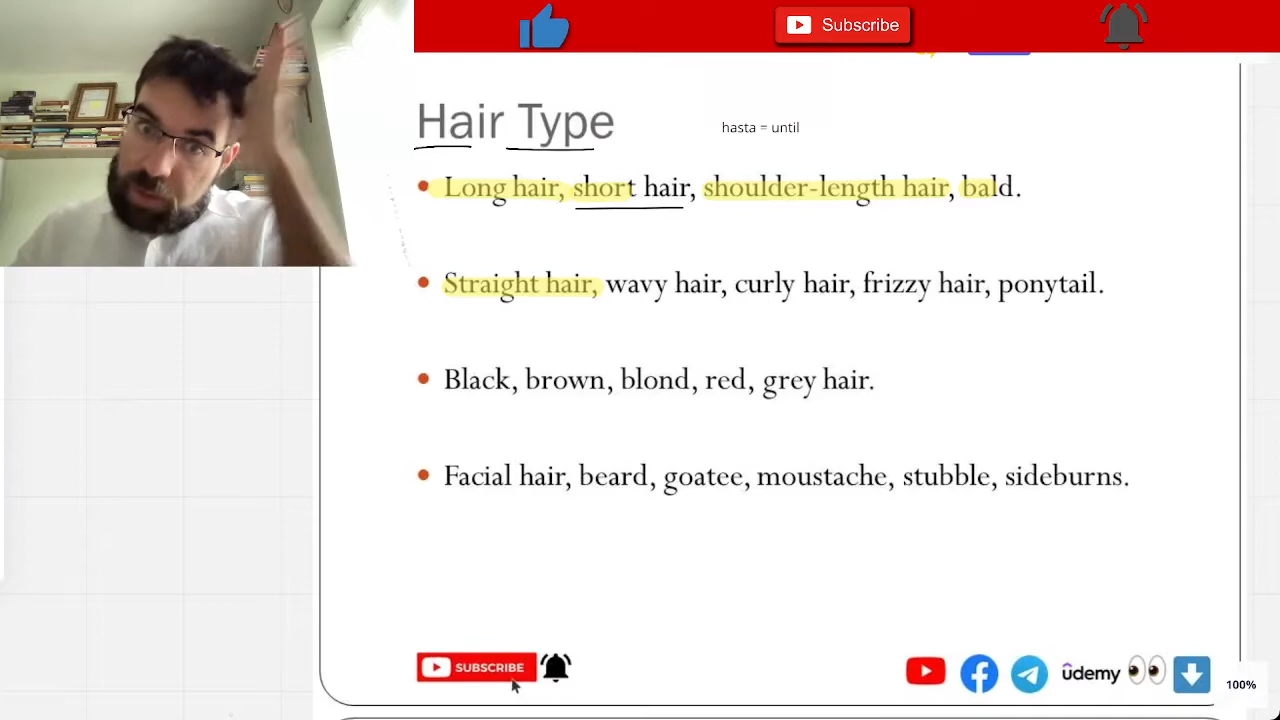 Subscribe
Hair Type
hasta = until
Long hair, short hair, shoulder-length hair, bald.
Straight hair, wavy hair, curly hair, frizzy hair, ponytail.
Black, brown, blond, red, grey hair.
Facial hair, beard, goatee, moustache, stubble, sideburns.
SUBSCRIBE
udemy
100%